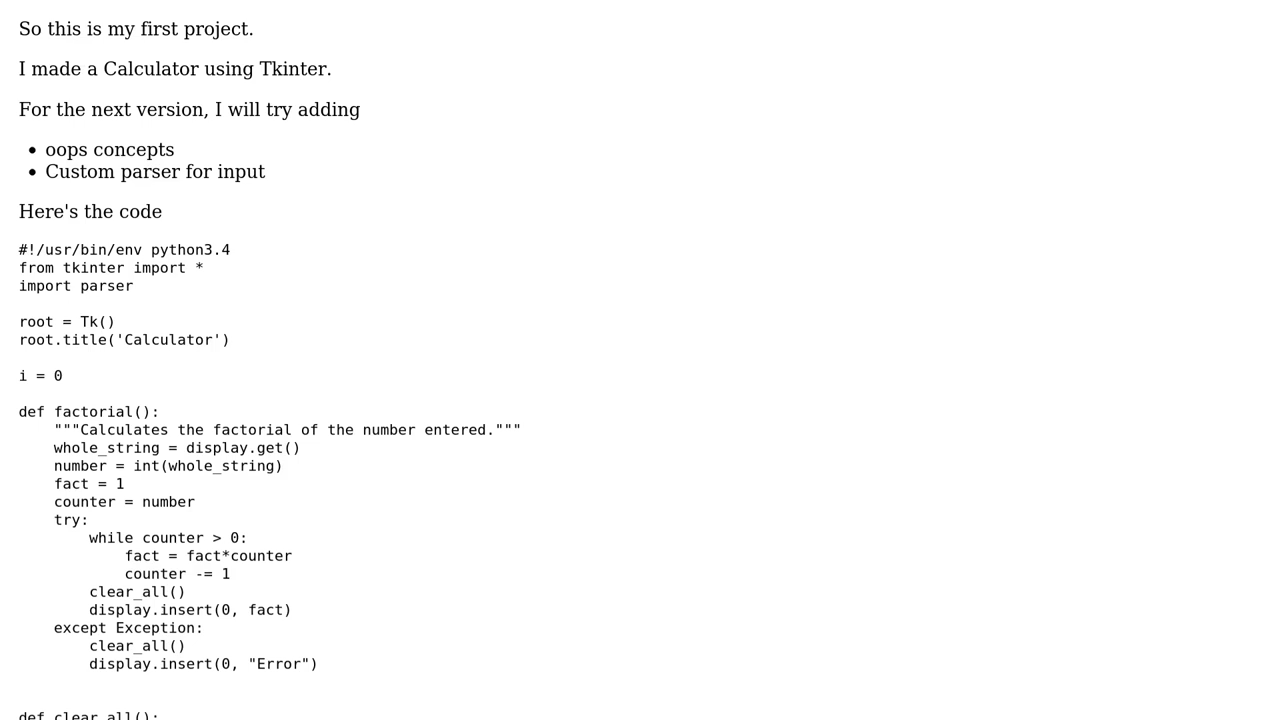 So this is my first project.
I made a Calculator using Tkinter.
For the next version, I will try adding
• oops concepts
• Custom parser for input
Here's the code
#!/usr/bin/env python3.4
from tkinter import *
import parser
root = Tk()
root.title('Calculator')
i = 0
def factorial():
    """Calculates the factorial of the number entered."""
    whole_string = display.get()
    number = int(whole_string)
    fact = 1
    counter = number
    try:
        while counter > 0:
            fact = fact*counter
            counter -= 1
        clear_all()
        display.insert(0, fact)
    except Exception:
        clear_all()
        display.insert(0, "Error")
def clear_all():